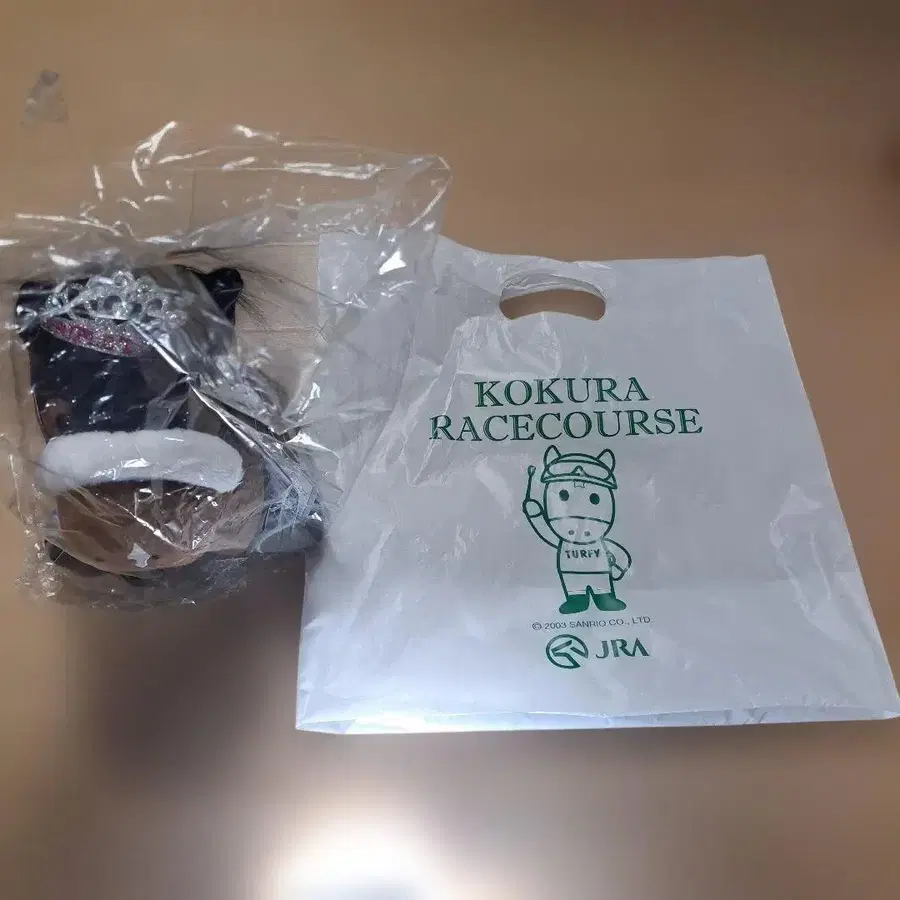 KOKURA
RACECOURSE
TURFY
© 2003 SANRIO CO., LTD.
JRA